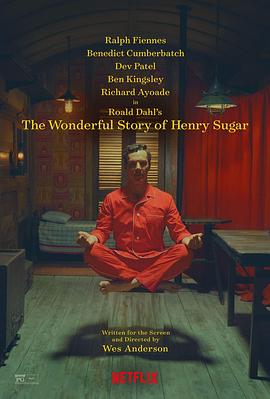 Ralph Fiennes
Benedict Cumberbatch
Dev Patel
Ben Kingsley
Richard Ayoade
in
Roald Dahl's
The Wonderful Story of Henry Sugar
Written for the Screen
and Directed by
Wes Anderson
PG
NETFLIX